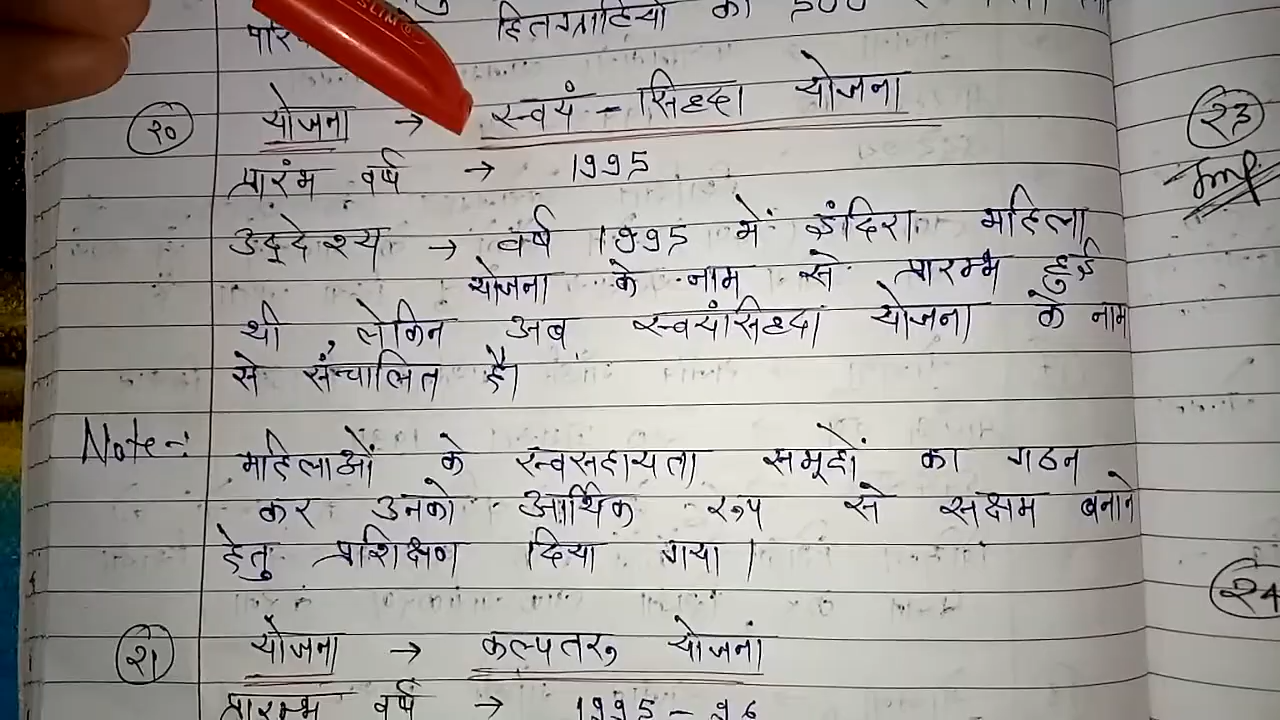 हितग्राहियों को 500
२० योजना → स्वयं - सिद्धा योजना
प्रारंभ वर्ष → 1995
उद्देश्य → वर्ष 1995 में इंदिरा महिला
योजना के नाम से प्रारम्भ हुई
थी , लेकिन अब स्वयंसिद्धा योजना के नाम
से संचालित है।
Note-: महिलाओं के स्वसहायता समूहों का गठन
कर उनको आर्थिक रूप से सक्षम बनाने
हेतु प्रशिक्षण दिया गया।
२१ योजना → कल्पतरु योजनां
प्रारम्भ वर्ष → 1995 - ९६
२३
Imp
२4